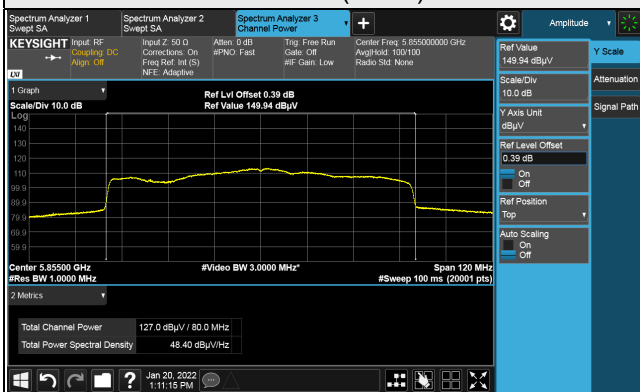 Spectrum Analyzer 1
Swept SA
Spectrum Analyzer 2
Swept SA
Spectrum Analyzer 3
Channel Power
Amplitude
KEYSIGHT
Input: RF
Coupling: DC
Align: Off
Input Z: 50 Ω
Corrections: On
Freq Ref: Int (S)
NFE: Adaptive
Atten: 0 dB
#PNO: Fast
Trig: Free Run
Gate: Off
#IF Gain: Low
Center Freq: 5.855000000 GHz
Avg|Hold: 100/100
Radio Std: None
LXI
1 Graph
Scale/Div 10.0 dB
Ref Lvl Offset 0.39 dB
Ref Value 149.94 dBµV
Log
140
130
120
110
99.9
89.9
79.9
69.9
59.9
Center 5.85500 GHz
#Video BW 3.0000 MHz*
Span 120 MHz
#Res BW 1.0000 MHz
#Sweep 100 ms (20001 pts)
2 Metrics
Total Channel Power
127.0 dBµV / 80.0 MHz
Total Power Spectral Density
48.40 dBµV/Hz
Jan 20, 2022
1:11:15 PM
Ref Value
149.94 dBµV
Scale/Div
10.0 dB
Y Axis Unit
dBµV
Ref Level Offset
0.39 dB
On
Off
Ref Position
Top
Auto Scaling
On
Off
Y Scale
Attenuation
Signal Path